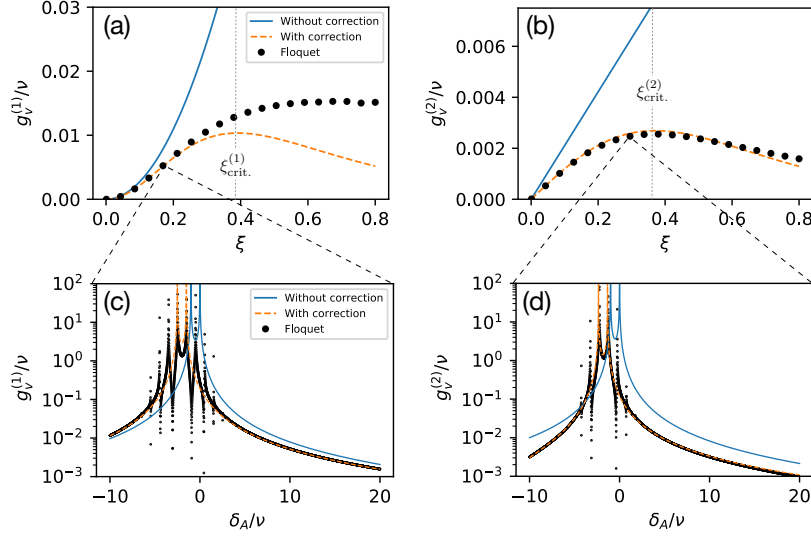 (a)
g_v^(1)/ν
0.03
0.02
0.01
0.00
0.0 0.2 0.4 0.6 0.8
ξ
Without correction
With correction
Floquet
ξ_crit.^(1)
(b)
g_v^(2)/ν
0.0075
0.0050
0.0025
0.0000
0.0 0.2 0.4 0.6 0.8
ξ
ξ_crit.^(2)
(c)
g_v^(1)/ν
10^2
10^1
10^0
10^−1
10^−2
10^−3
−10 0 10 20
δ_A/ν
Without correction
With correction
Floquet
(d)
g_v^(2)/ν
10^2
10^1
10^0
10^−1
10^−2
10^−3
−10 0 10 20
δ_A/ν